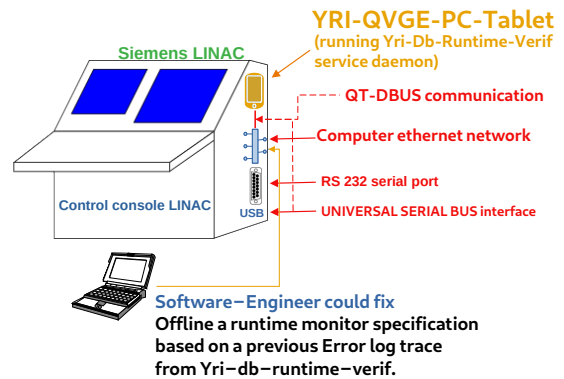 YRI-QVGE-PC-Tablet
(running Yri-Db-Runtime-Verif
service daemon)
Siemens LINAC
QT-DBUS communication
Computer ethernet network
RS 232 serial port
Control console LINAC
USB
UNIVERSAL SERIAL BUS interface
Software–Engineer could fix
Offline a runtime monitor specification
based on a previous Error log trace
from Yri–db–runtime–verif.